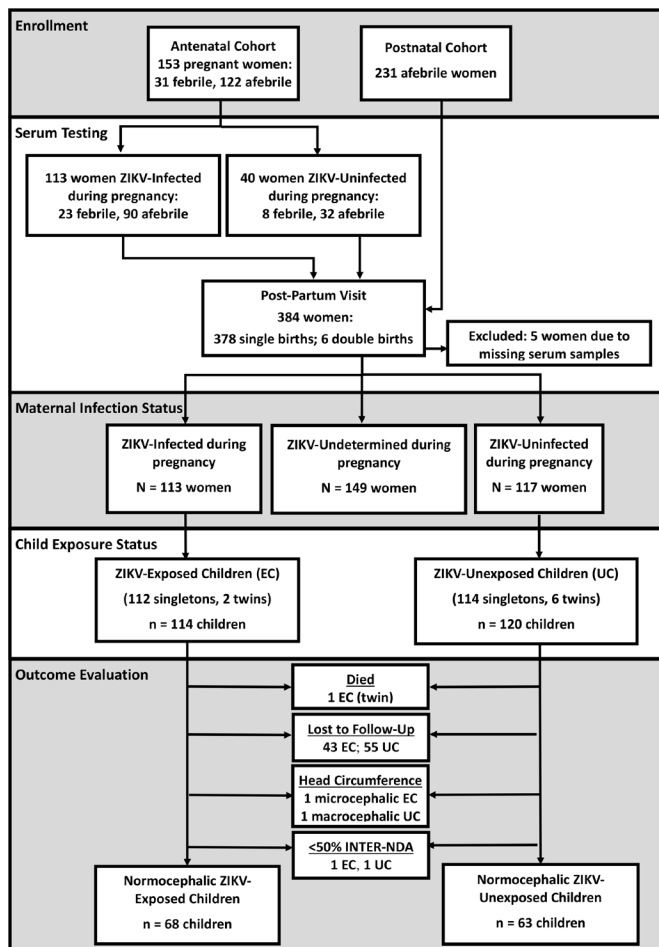 Enrollment
Antenatal Cohort
153 pregnant women:
31 febrile, 122 afebrile
Postnatal Cohort
231 afebrile women
Serum Testing
113 women ZIKV-Infected
during pregnancy:
23 febrile, 90 afebrile
40 women ZIKV-Uninfected
during pregnancy:
8 febrile, 32 afebrile
Post-Partum Visit
384 women:
378 single births; 6 double births
Excluded: 5 women due to
missing serum samples
Maternal Infection Status
ZIKV-Infected during
pregnancy
N = 113 women
ZIKV-Undetermined during
pregnancy
N = 149 women
ZIKV-Uninfected
during pregnancy
N = 117 women
Child Exposure Status
ZIKV-Exposed Children (EC)
(112 singletons, 2 twins)
n = 114 children
ZIKV-Unexposed Children (UC)
(114 singletons, 6 twins)
n = 120 children
Outcome Evaluation
Died
1 EC (twin)
Lost to Follow-Up
43 EC; 55 UC
Head Circumference
1 microcephalic EC
1 macrocephalic UC
<50% INTER-NDA
1 EC, 1 UC
Normocephalic ZIKV-
Exposed Children
n = 68 children
Normocephalic ZIKV-
Unexposed Children
n = 63 children